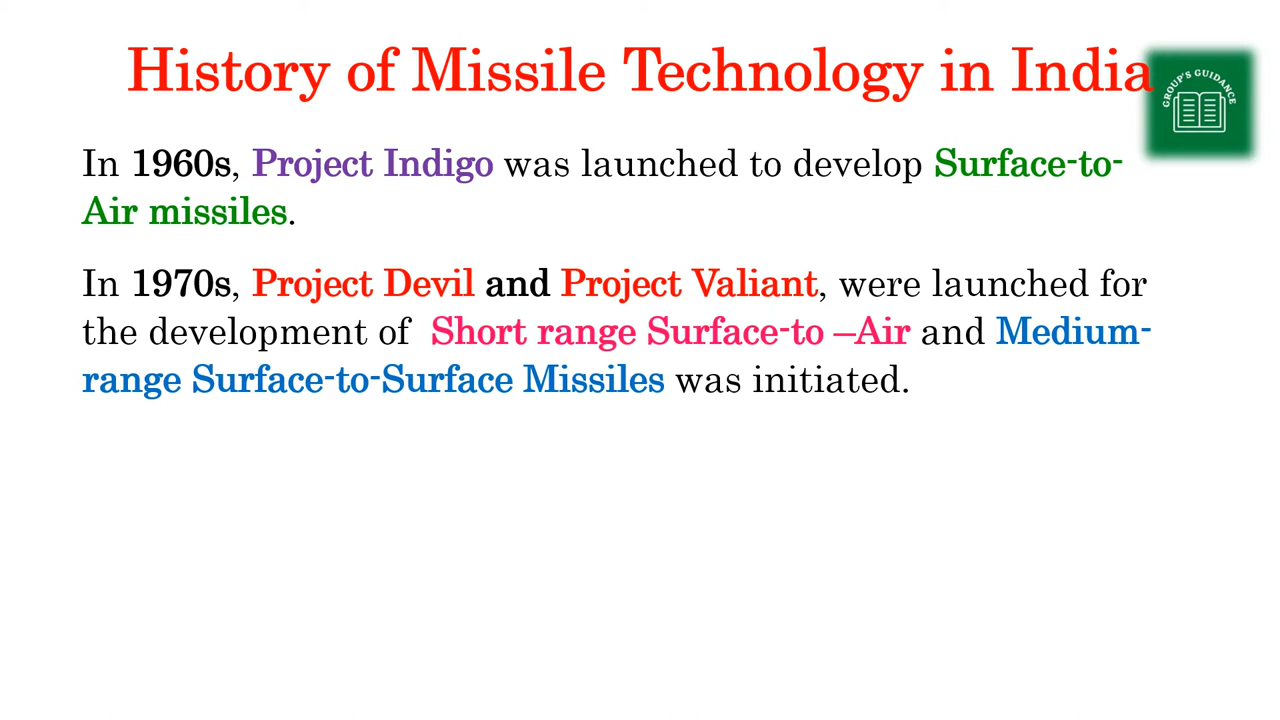 History of Missile Technology in India
GROUP'S GUIDANCE
In 1960s, Project Indigo was launched to develop Surface-to-
Air missiles.
In 1970s, Project Devil and Project Valiant, were launched for
the development of  Short range Surface-to –Air and Medium-
range Surface-to-Surface Missiles was initiated.